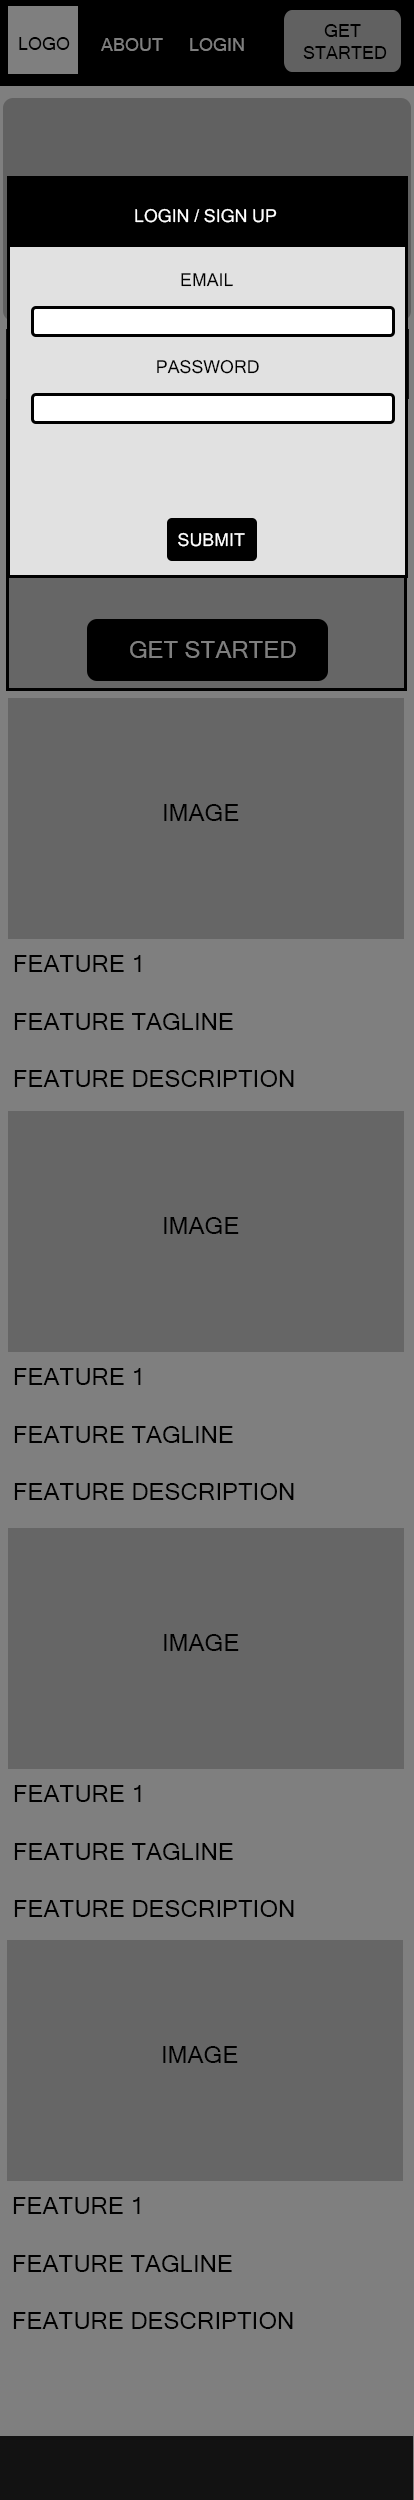 LOGO
ABOUT
LOGIN
GET
STARTED
LOGIN / SIGN UP
EMAIL
PASSWORD
SUBMIT
GET STARTED
IMAGE
FEATURE 1
FEATURE TAGLINE
FEATURE DESCRIPTION
IMAGE
FEATURE 1
FEATURE TAGLINE
FEATURE DESCRIPTION
IMAGE
FEATURE 1
FEATURE TAGLINE
FEATURE DESCRIPTION
IMAGE
FEATURE 1
FEATURE TAGLINE
FEATURE DESCRIPTION